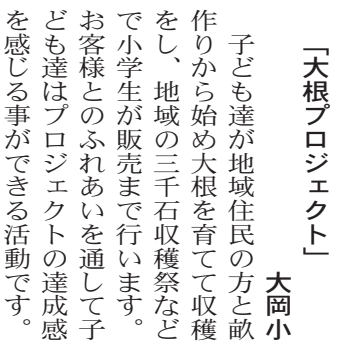 「大根プロジェクト」
大岡小
子ども達が地域住民の方と畝
作りから始め大根を育てて収穫
をし、地域の三千石収穫祭など
で小学生が販売まで行います。
お客様とのふれあいを通して子
ども達はプロジェクトの達成感
を感じる事ができる活動です。